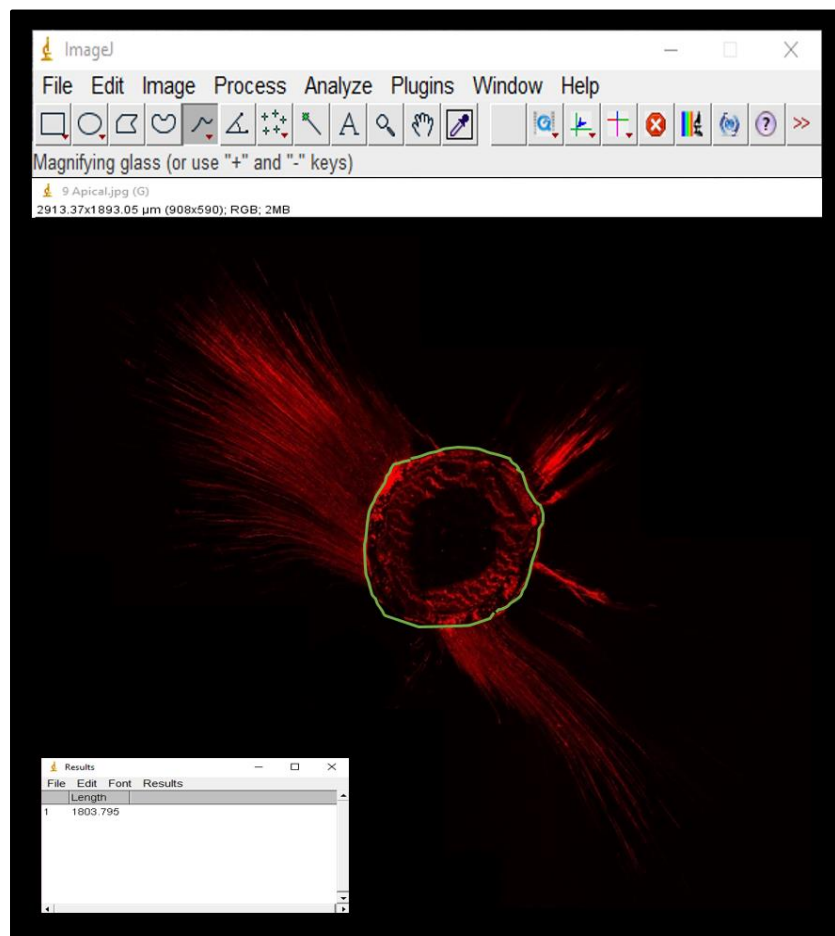 ImageJ
File Edit Image Process Analyze Plugins Window Help
A >>
Magnifying glass (or use "+" and "-" keys)
9 Apical.jpg (G)
2913.37x1893.05 µm (908x590); RGB; 2MB
Results
File Edit Font Results
Length
1 1803.795